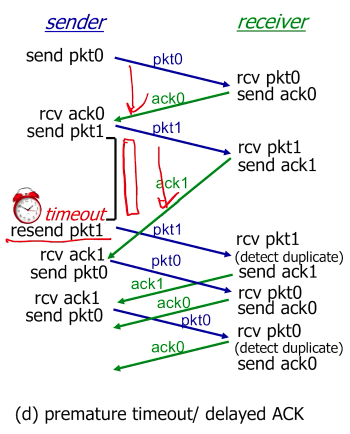 sender
receiver
send pkt0
pkt0
rcv pkt0
send ack0
ack0
rcv ack0
send pkt1
pkt1
rcv pkt1
send ack1
ack1
timeout
resend pkt1
pkt1
rcv pkt1
(detect duplicate)
send ack1
rcv ack1
send pkt0
pkt0
ack1
rcv pkt0
send ack0
ack0
rcv ack1
send pkt0
pkt0
rcv pkt0
(detect duplicate)
send ack0
ack0
(d) premature timeout/ delayed ACK